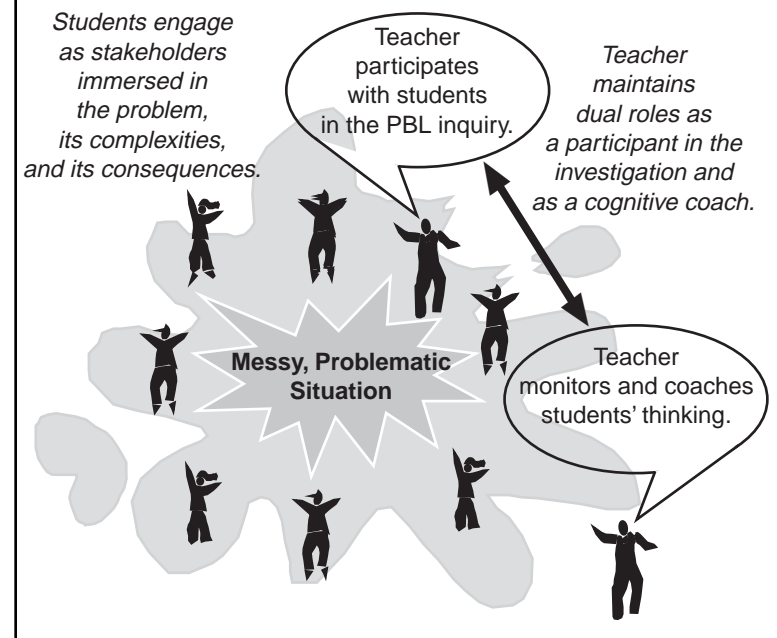 Students engage
as stakeholders
immersed in
the problem,
its complexities,
and its consequences.
Teacher
participates
with students
in the PBL inquiry.
Teacher
maintains
dual roles as
a participant in the
investigation and
as a cognitive coach.
Messy, Problematic
Situation
Teacher
monitors and coaches
students' thinking.